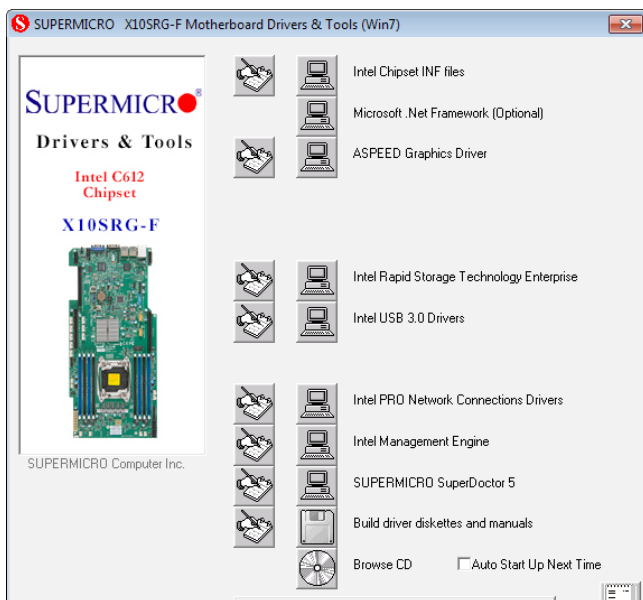 SUPERMICRO X10SRG-F Motherboard Drivers & Tools (Win7)
SUPERMICRO®
Drivers & Tools
Intel C612
Chipset
X10SRG-F
SUPERMICRO Computer Inc.
Intel Chipset INF files
Microsoft .Net Framework (Optional)
ASPEED Graphics Driver
Intel Rapid Storage Technology Enterprise
Intel USB 3.0 Drivers
Intel PRO Network Connections Drivers
Intel Management Engine
SUPERMICRO SuperDoctor 5
Build driver diskettes and manuals
Browse CD
Auto Start Up Next Time